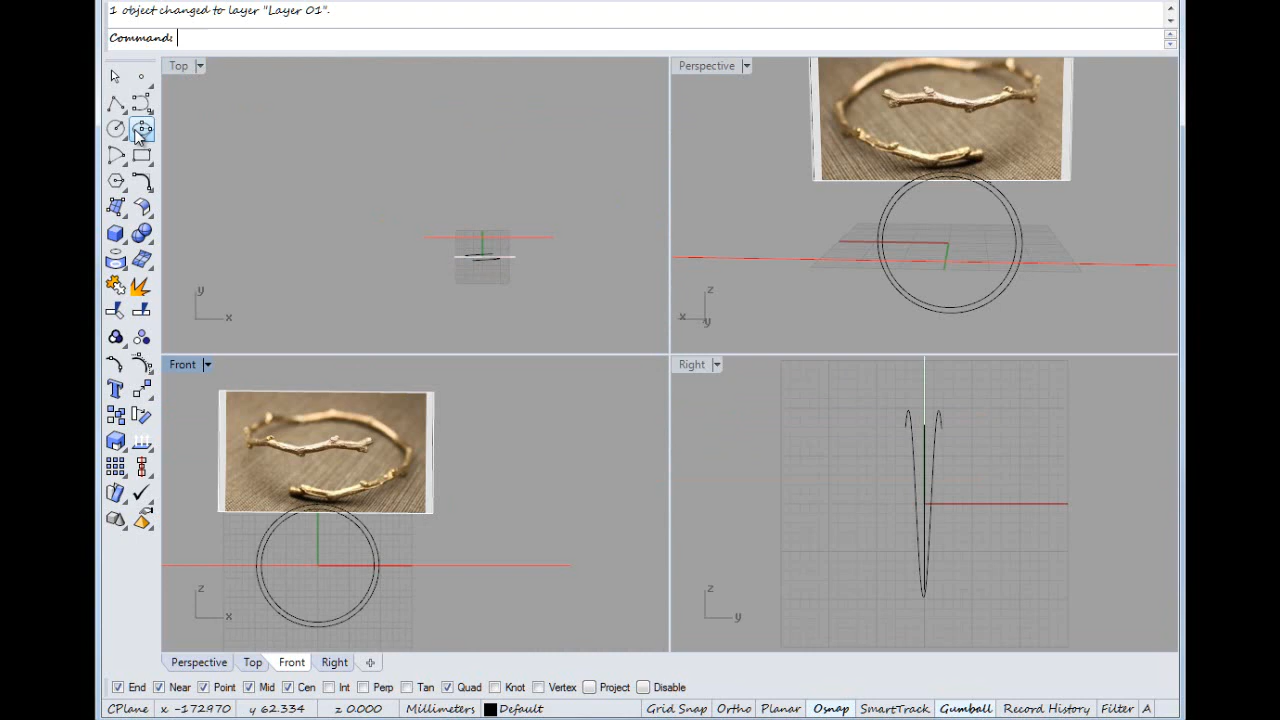 1 object changed to layer "Layer 01".
Command:
Top
Perspective
y
x
z
x
y
Front
Right
z
x
z
y
Perspective Top Front Right
End Near Point Mid Cen Int Perp Tan Quad Knot Vertex Project Disable
CPlane x -172.970 y 62.334 z 0.000 Millimeters Default Grid Snap Ortho Planar Osnap SmartTrack Gumball Record History Filter A